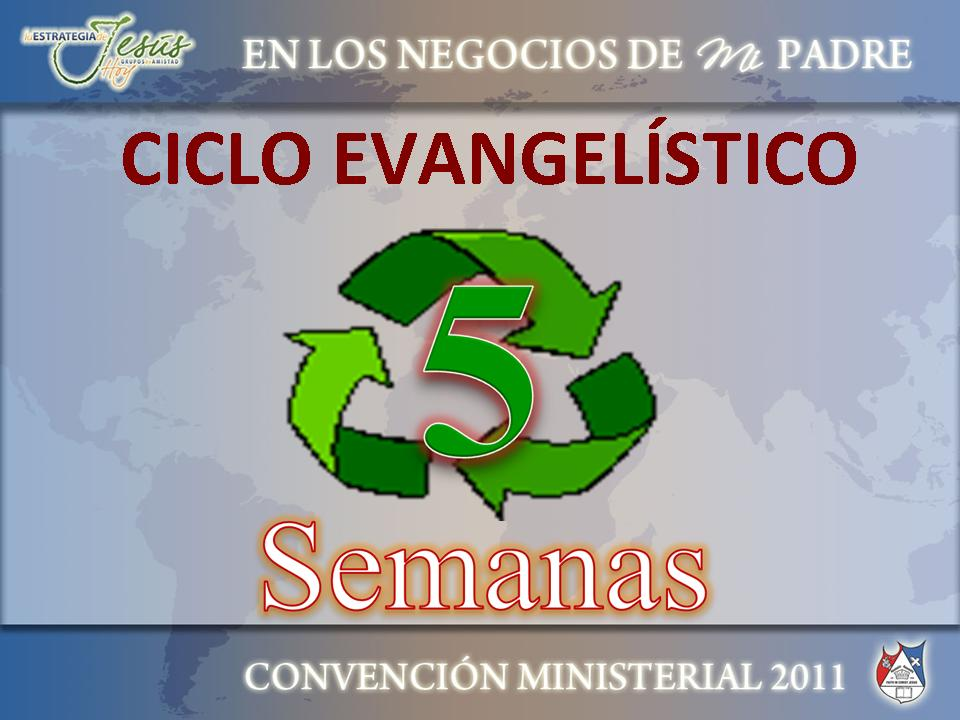 la ESTRATEGIA de
Jesús
GRUPOS de AMISTAD
Hoy
EN LOS NEGOCIOS DE Mi PADRE
CICLO EVANGELÍSTICO
5
Semanas
CONVENCIÓN MINISTERIAL 2011